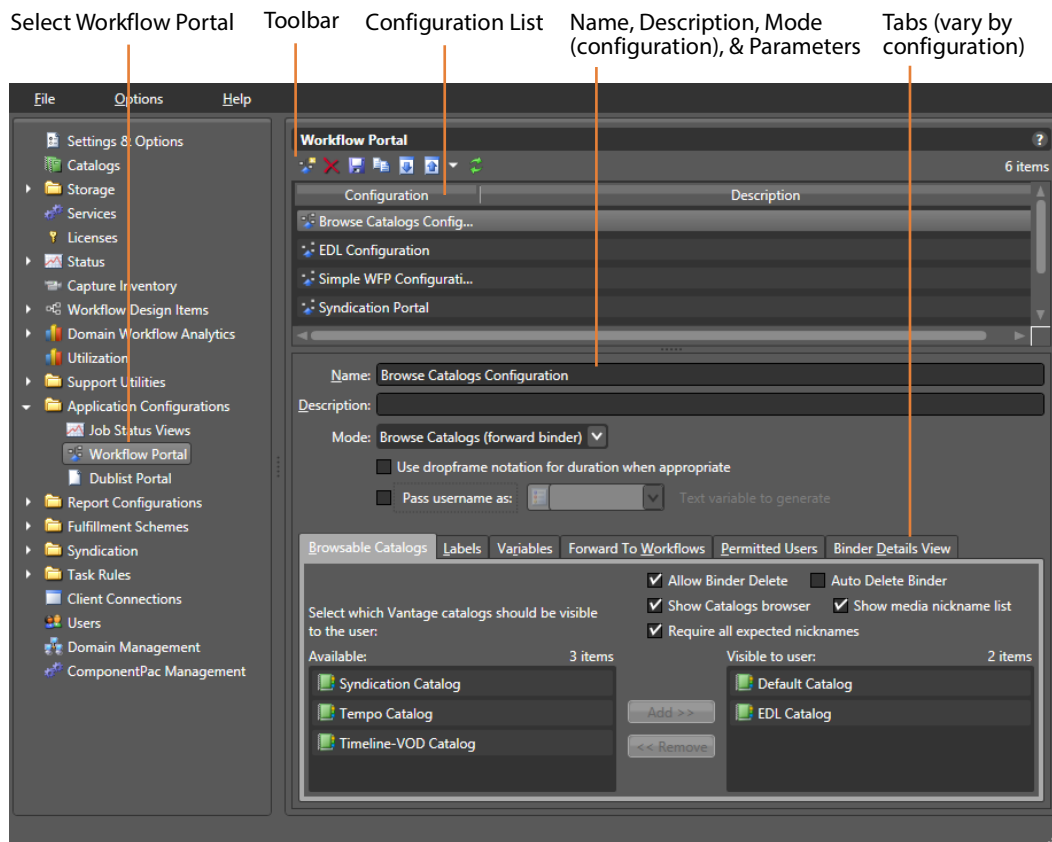 Select Workflow Portal
Toolbar
Configuration List
Name, Description, Mode
(configuration), & Parameters
Tabs (vary by
configuration)
File Options Help
Settings & Options
Catalogs
Storage
Services
Licenses
Status
Capture Inventory
Workflow Design Items
Domain Workflow Analytics
Utilization
Support Utilities
Application Configurations
Job Status Views
Workflow Portal
Dublist Portal
Report Configurations
Fulfillment Schemes
Syndication
Task Rules
Client Connections
Users
Domain Management
ComponentPac Management
Workflow Portal ?
6 items
Configuration Description
Browse Catalogs Config...
EDL Configuration
Simple WFP Configurati...
Syndication Portal
Name: Browse Catalogs Configuration
Description:
Mode: Browse Catalogs (forward binder)
Use dropframe notation for duration when appropriate
Pass username as: Text variable to generate
Browsable Catalogs Labels Variables Forward To Workflows Permitted Users Binder Details View
Allow Binder Delete Auto Delete Binder
Show Catalogs browser Show media nickname list
Require all expected nicknames
Select which Vantage catalogs should be visible
to the user:
Available: 3 items
Syndication Catalog
Tempo Catalog
Timeline-VOD Catalog
Add >>
<< Remove
Visible to user: 2 items
Default Catalog
EDL Catalog